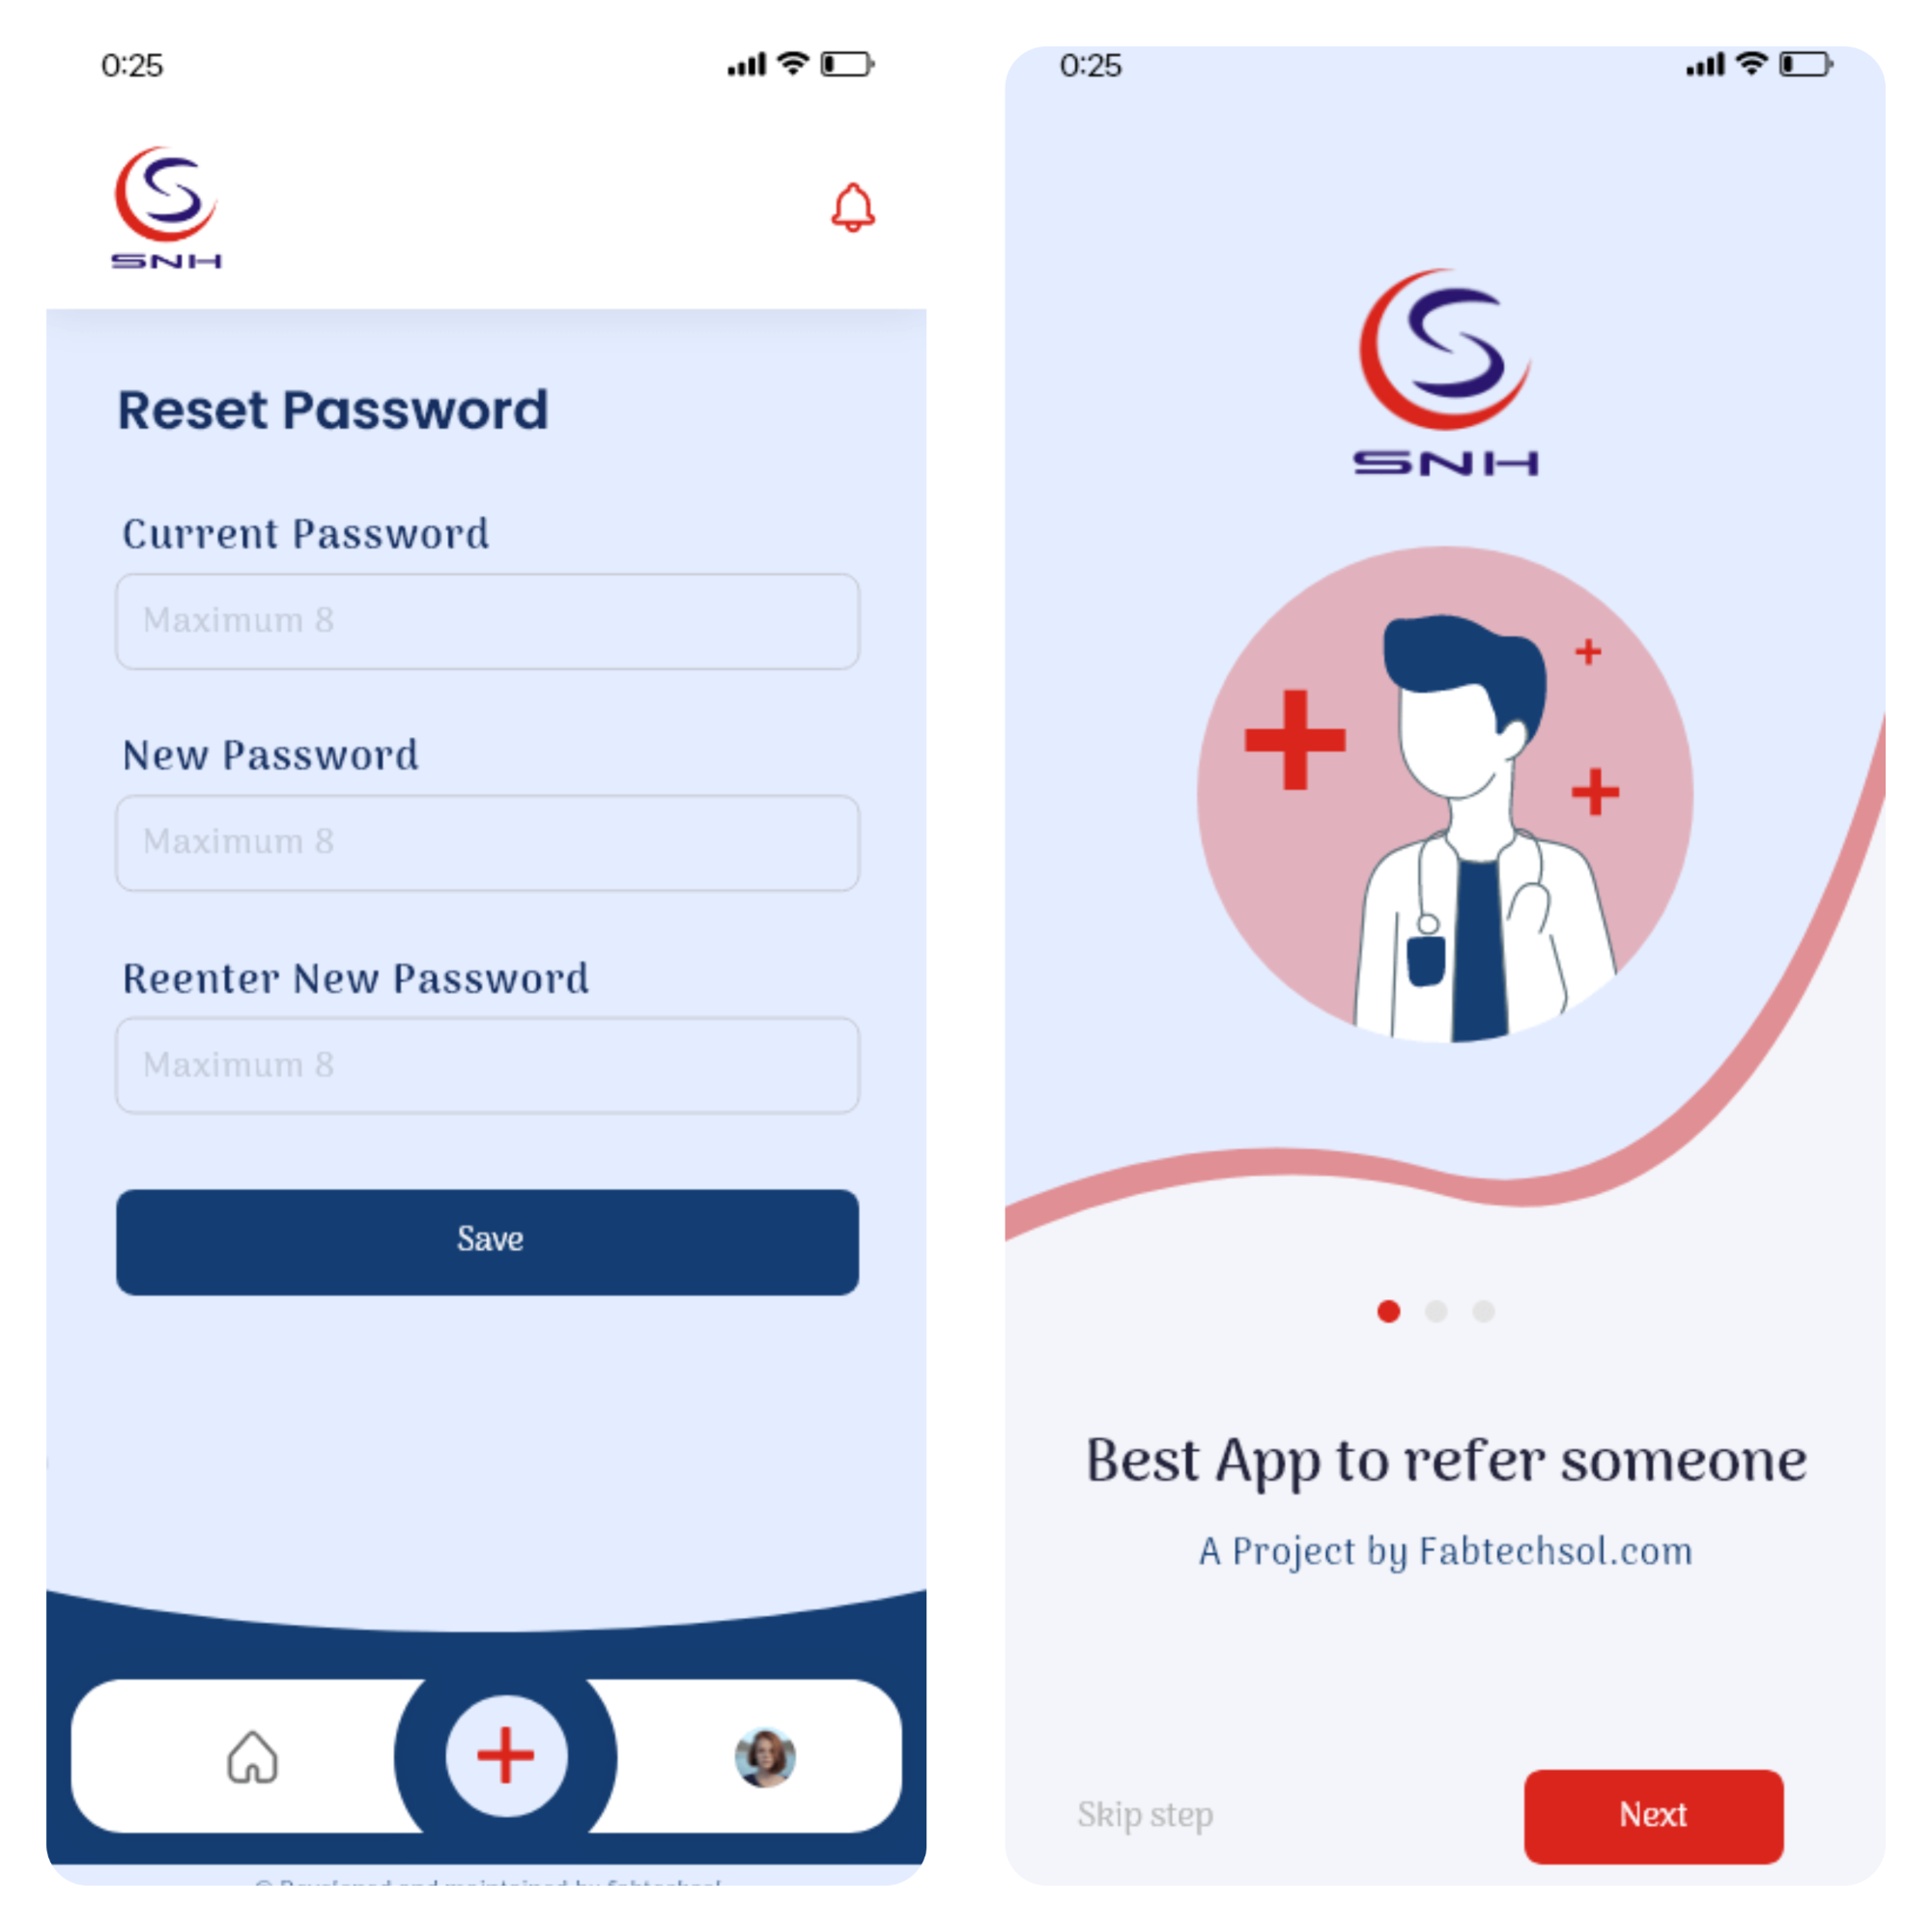 0:25
SNH
Reset Password
Current Password
Maximum 8
New Password
Maximum 8
Reenter New Password
Maximum 8
Save
0:25
SNH
Best App to refer someone
A Project by Fabtechsol.com
Skip step
Next